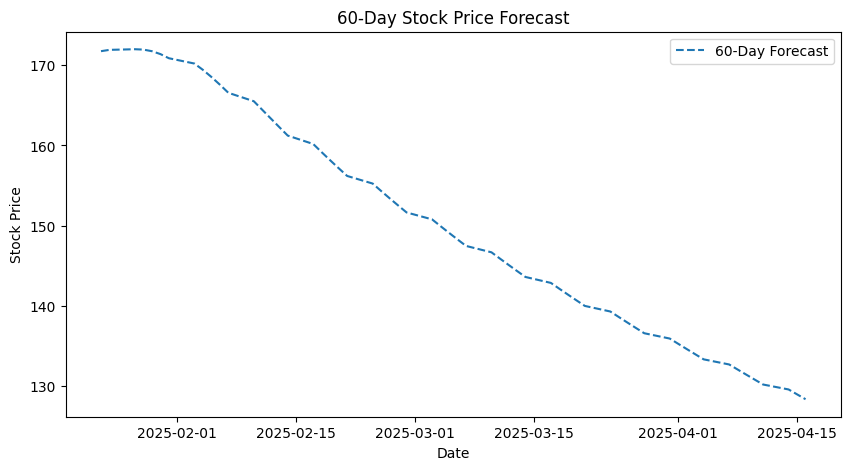 60-Day Stock Price Forecast
60-Day Forecast
170
160
150
140
130
Stock Price
2025-02-01
2025-02-15
2025-03-01
2025-03-15
2025-04-01
2025-04-15
Date